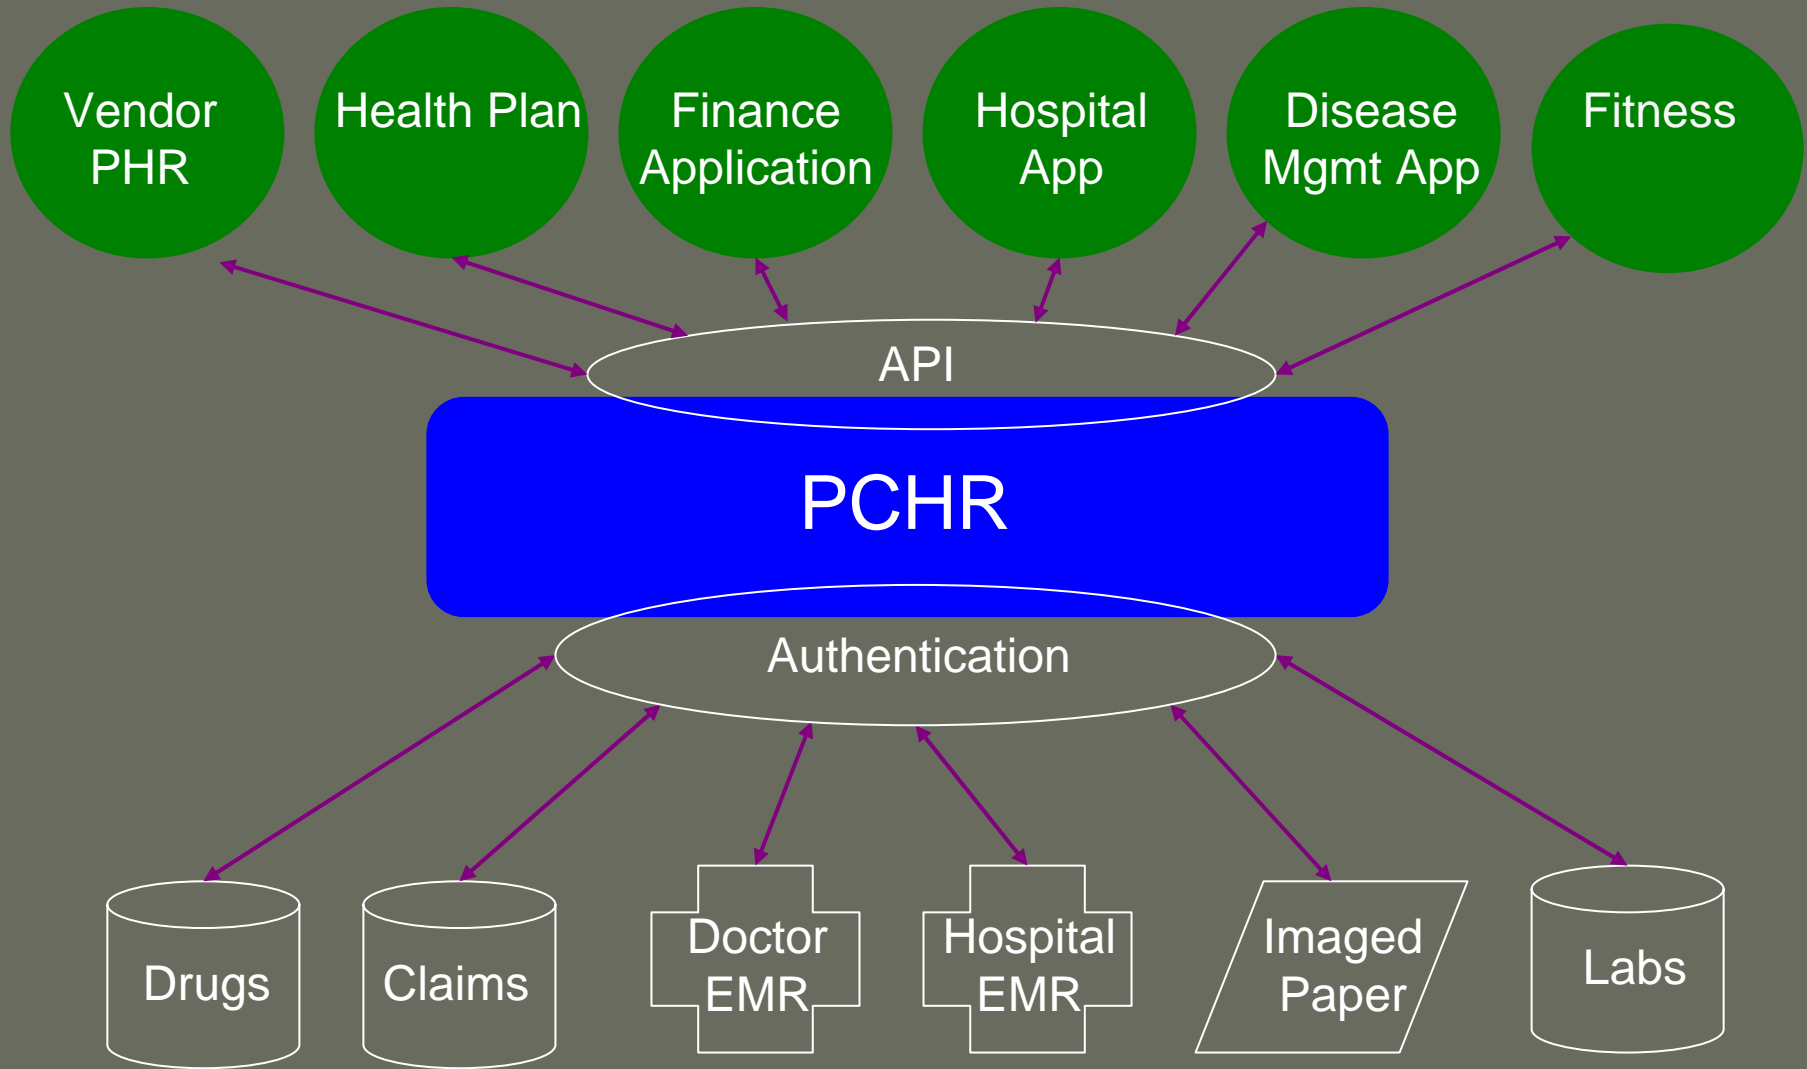 Vendor
PHR
Health Plan
Finance
Application
Hospital
App
Disease
Mgmt App
Fitness
API
PCHR
Authentication
Drugs
Claims
Doctor
EMR
Hospital
EMR
Imaged
Paper
Labs